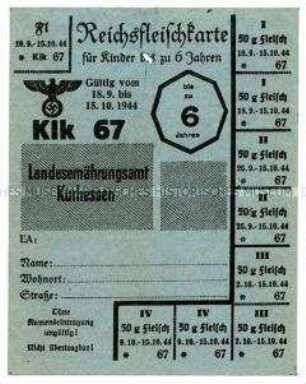 Fl
18.9.-15.10.44
* Klk 67
Reichsfleischkarte
für Kinder bis zu 6 Jahren
Gültig vom
18.9. bis
15.10.1944
Klk 67
bis
zu
6
Jahren
Landesernährungsamt
Kurhessen
EA:
Name:
Wohnort:
Straße:
Ohne
Namenseintragung
ungültig!
Nicht übertragbar!
I
50 g Fleisch
18.9.-15.10.44
* 67
I
50 g Fleisch
18.9.-15.10.44
* 67
II
50 g Fleisch
25.9.-15.10.44
* 67
II
50 g Fleisch
25.9.-15.10.44
* 67
III
50 g Fleisch
2.10.-15.10.44
* 67
IV
50 g Fleisch
9.10.-15.10.44
* 67
IV
50 g Fleisch
9.10.-15.10.44
* 67
III
50 g Fleisch
2.10.-15.10.44
* 67
HISTORISCHES MUSEUM